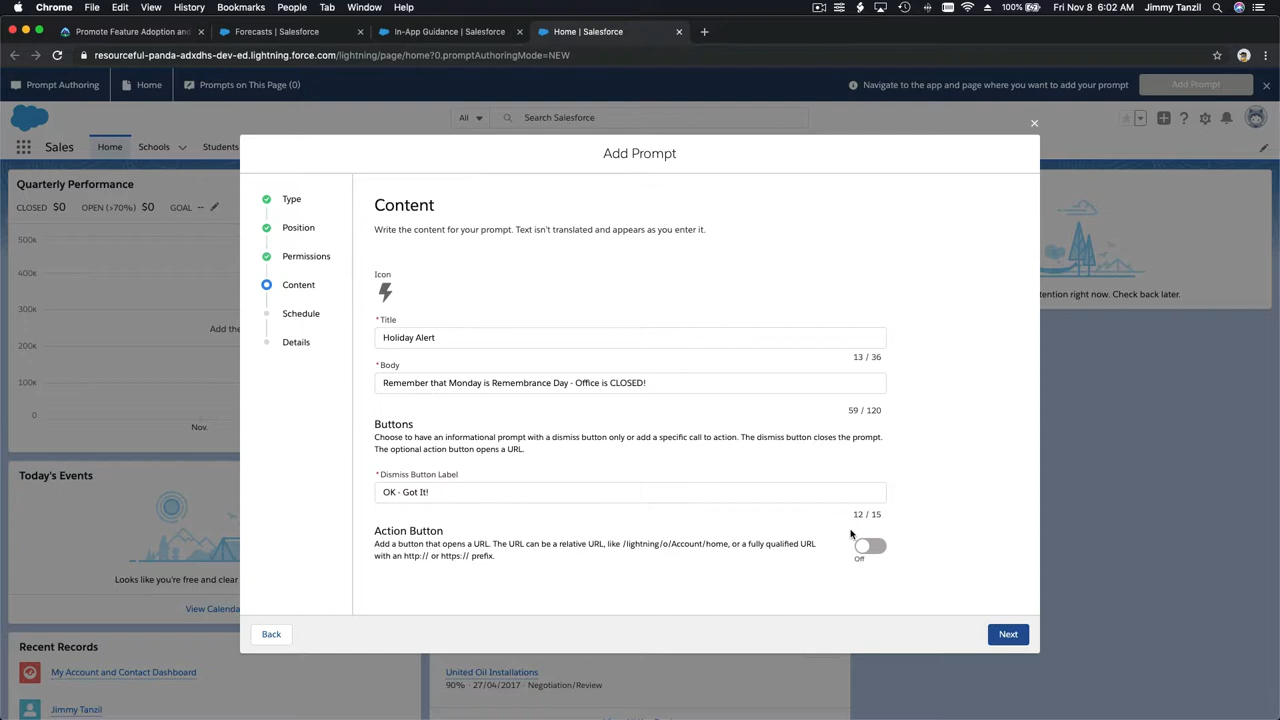 Chrome File Edit View History Bookmarks People Tab Window Help 100% Fri Nov 8 6:02 AM Jimmy Tanzil
Promote Feature Adoption and Forecasts | Salesforce In-App Guidance | Salesforce Home | Salesforce
resourceful-panda-adxdhs-dev-ed.lightning.force.com/lightning/page/home?0.promptAuthoringMode=NEW
Prompt Authoring Home Prompts on This Page (0) Navigate to the app and page where you want to add your prompt Add Prompt
All Search Salesforce
Sales Home Schools Students
Add Prompt
Quarterly Performance
CLOSED $0 OPEN (>70%) $0 GOAL --
500K
400K
300K
200K
100K
0
Add the
Nov.
Type
Position
Permissions
Content
Schedule
Details
Content
Write the content for your prompt. Text isn't translated and appears as you enter it.
Icon
*Title
Holiday Alert
13 / 36
*Body
Remember that Monday is Remembrance Day - Office is CLOSED!
59 / 120
Buttons
Choose to have an informational prompt with a dismiss button only or add a specific call to action. The dismiss button closes the prompt.
The optional action button opens a URL.
*Dismiss Button Label
OK - Got It!
12 / 15
Action Button
Add a button that opens a URL. The URL can be a relative URL, like /lightning/o/Account/home, or a fully qualified URL
with an http:// or https:// prefix.
Off
Back
Next
tention right now. Check back later.
Today's Events
Looks like you're free and clear
View Calenda
Recent Records
My Account and Contact Dashboard
Jimmy Tanzil
United Oil Installations
90% · 27/04/2017 · Negotiation/Review